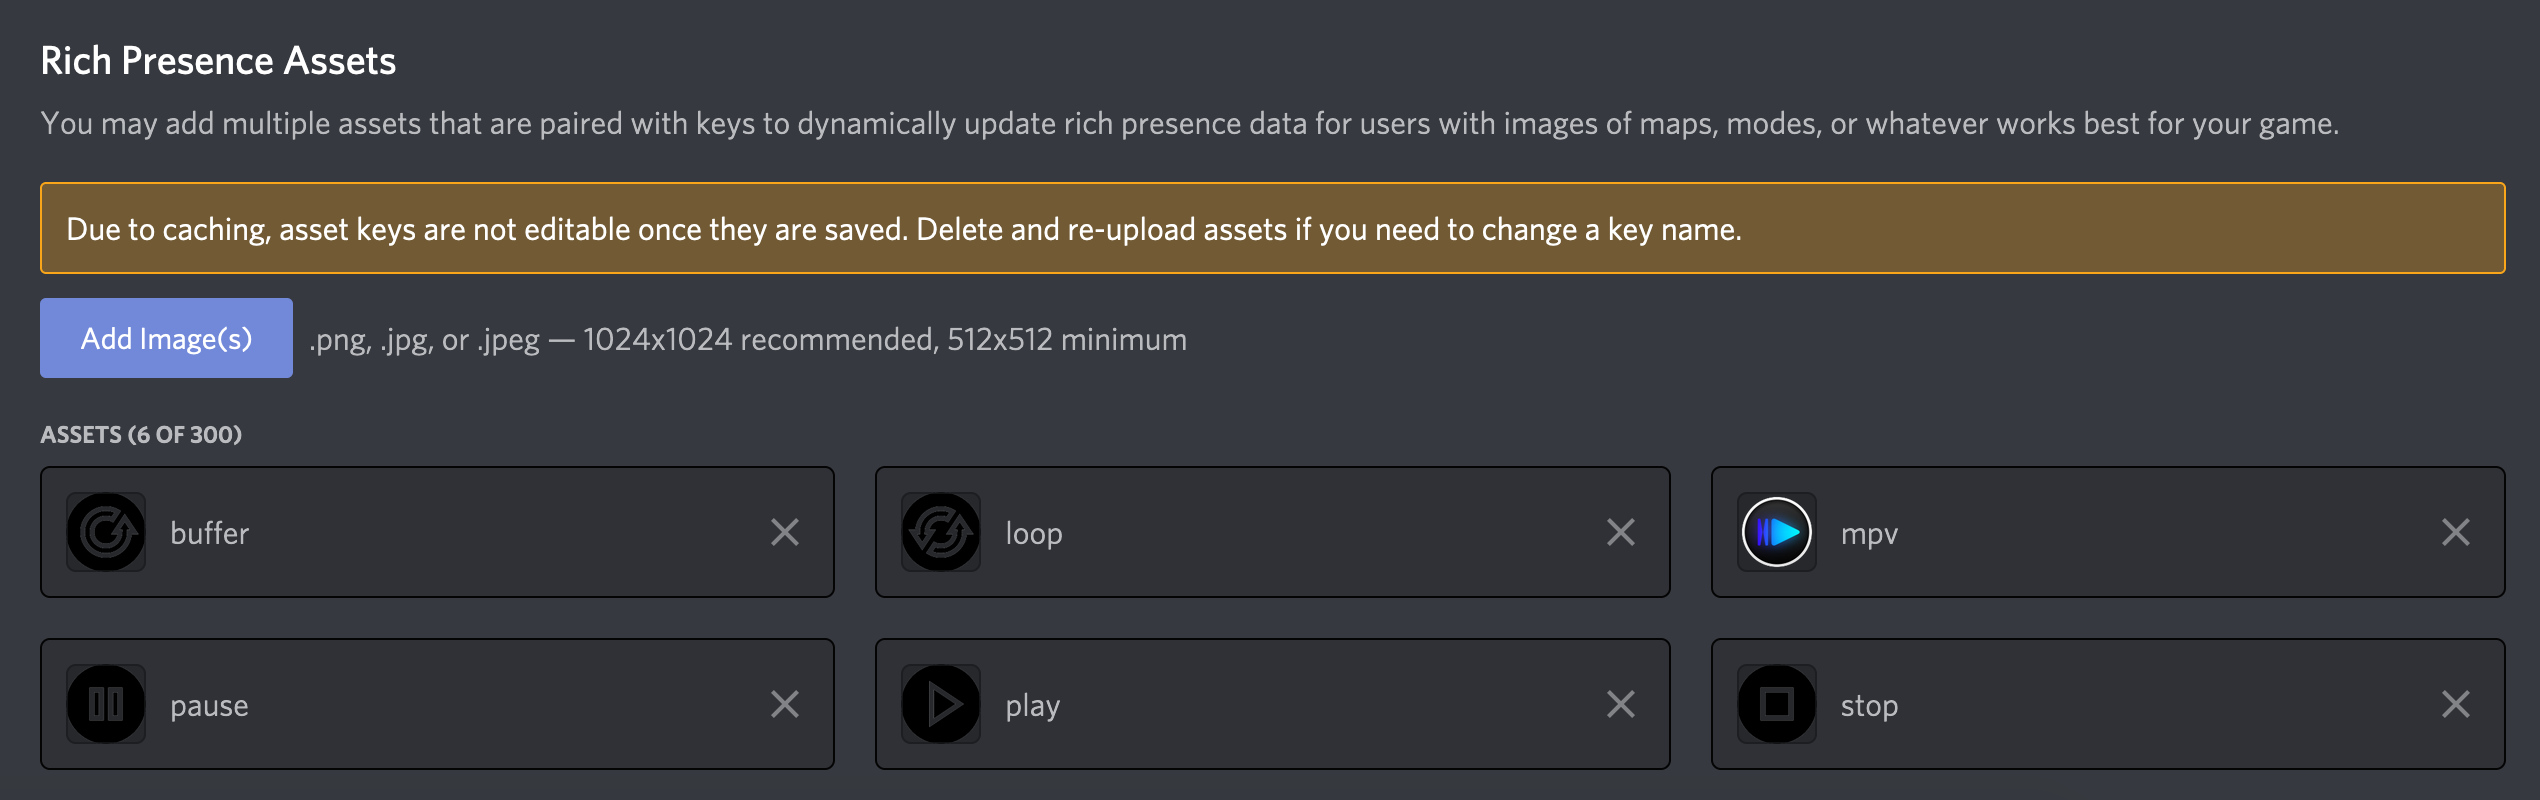 Rich Presence Assets
You may add multiple assets that are paired with keys to dynamically update rich presence data for users with images of maps, modes, or whatever works best for your game.
Due to caching, asset keys are not editable once they are saved. Delete and re-upload assets if you need to change a key name.
Add Image(s) .png, .jpg, or .jpeg — 1024x1024 recommended, 512x512 minimum
ASSETS (6 OF 300)
buffer loop mpv
pause play stop